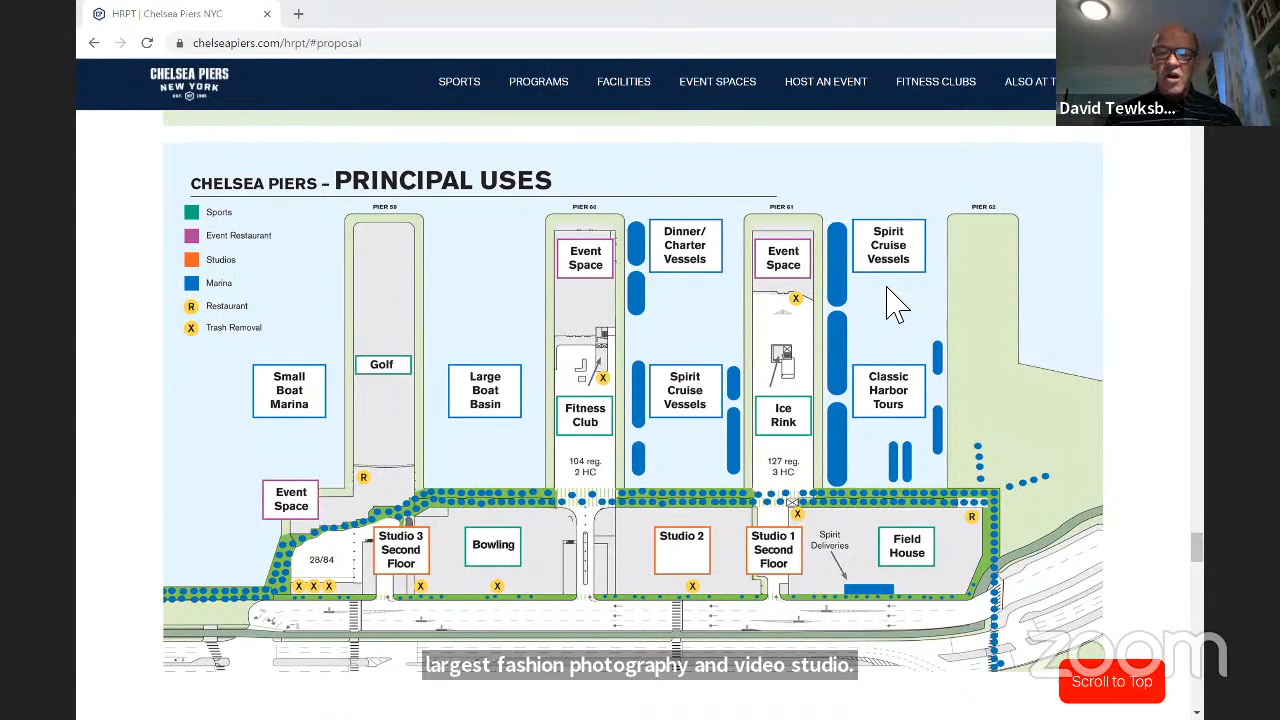 HRPT | Chelsea Piers NYC
chelseapiers.com/hrpt/#proposal
CHELSEA PIERS
NEW YORK
EST. NY 1995
SPORTS PROGRAMS FACILITIES EVENT SPACES HOST AN EVENT FITNESS CLUBS ALSO AT T
David Tewksb...
CHELSEA PIERS – PRINCIPAL USES
Sports
Event Restaurant
Studios
Marina
R Restaurant
X Trash Removal
PIER 59
PIER 60
PIER 61
PIER 62
Event
Space
Dinner/
Charter
Vessels
Event
Space
Spirit
Cruise
Vessels
X
Small
Boat
Marina
Golf
Large
Boat
Basin
X
Fitness
Club
Spirit
Cruise
Vessels
Ice
Rink
Classic
Harbor
Tours
104 reg.
2 HC
127 reg.
3 HC
R
Event
Space
X
R
28/84
Studio 3
Second
Floor
Bowling
Studio 2
Studio 1
Second
Floor
Spirit
Deliveries
Field
House
X X X
X
X
X
largest fashion photography and video studio.
zoom
Scroll to Top